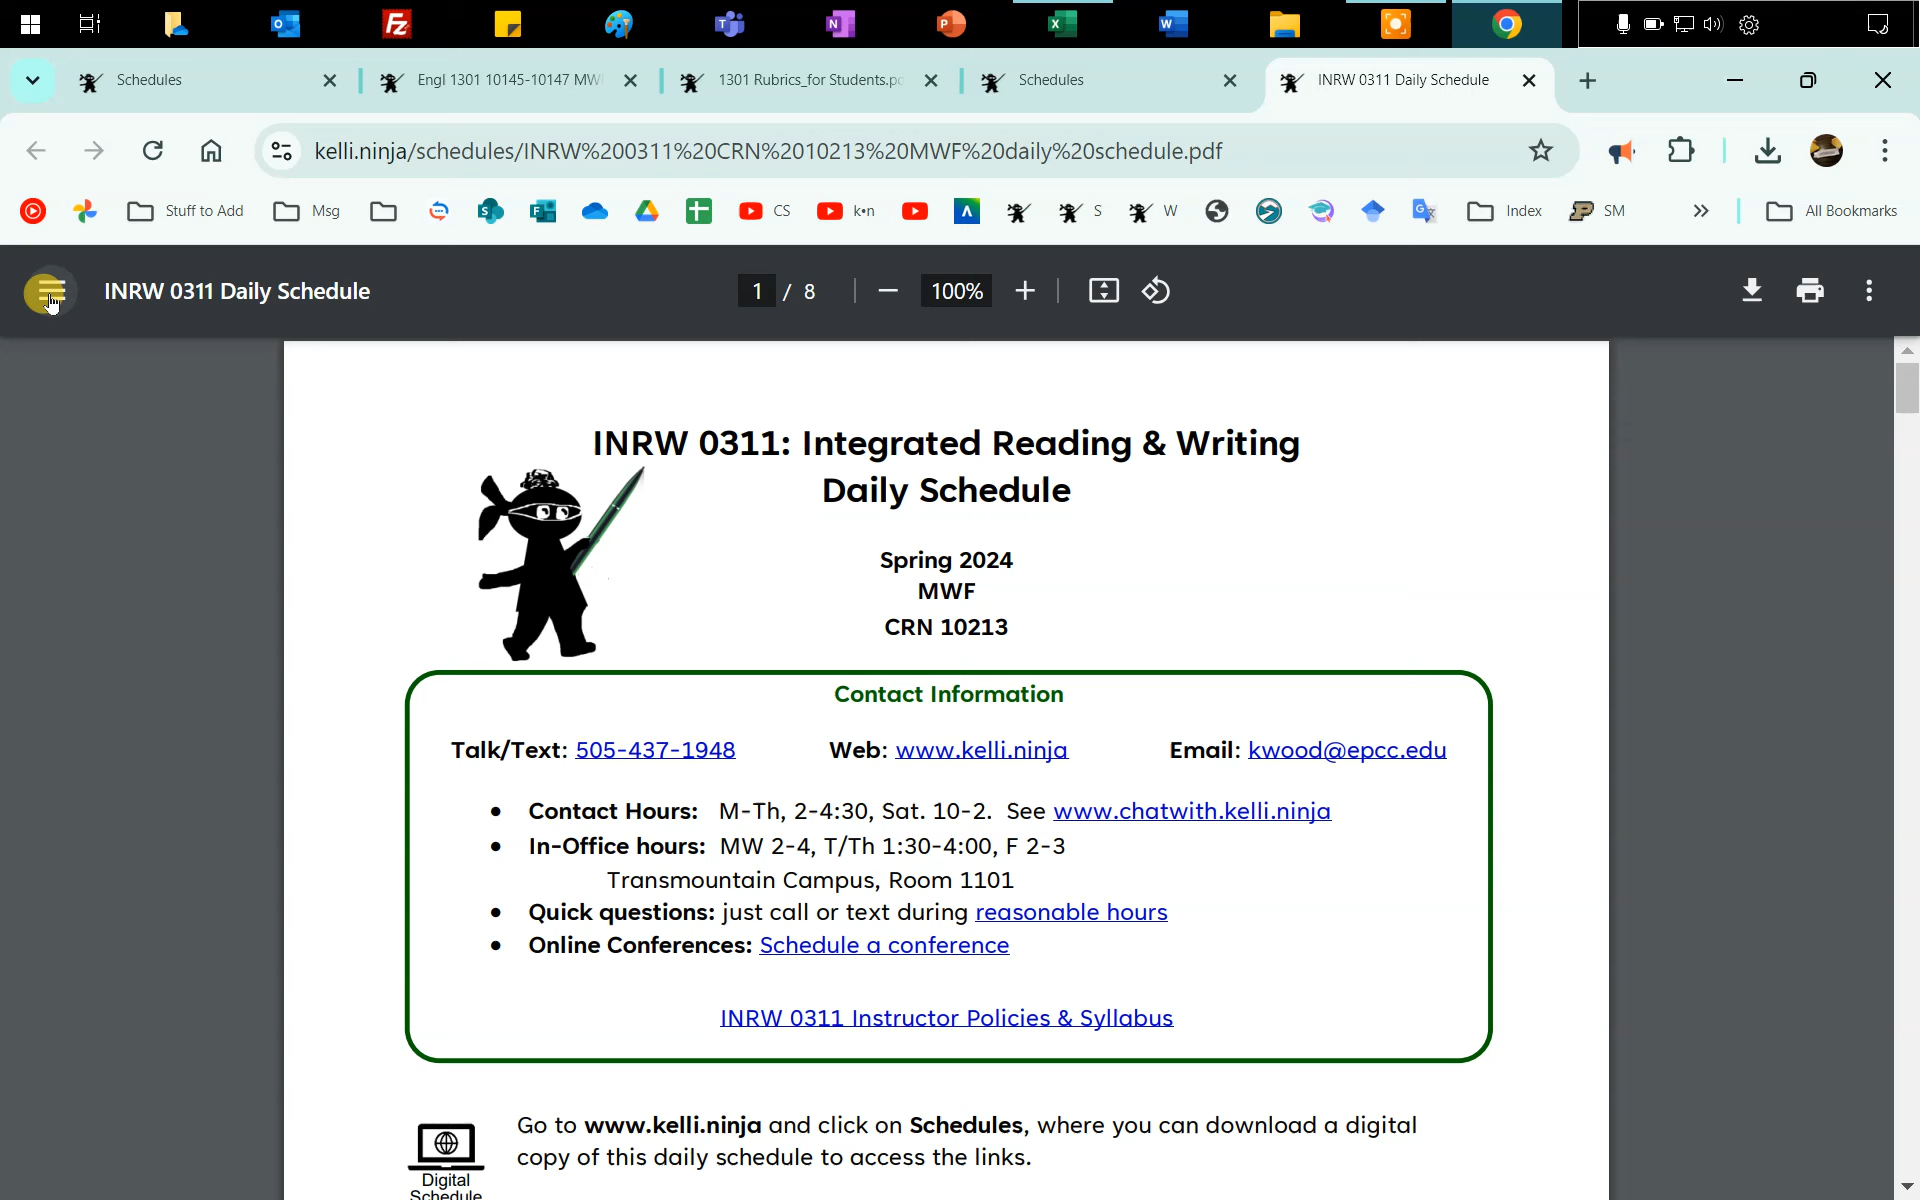 Schedules
Engl 1301 10145-10147 MW
1301 Rubrics_for Students.pd
Schedules
INRW 0311 Daily Schedule
kelli.ninja/schedules/INRW%200311%20CRN%2010213%20MWF%20daily%20schedule.pdf
Stuff to Add
Msg
CS
k•n
S
W
Index
SM
All Bookmarks
INRW 0311 Daily Schedule
1 / 8
100%
INRW 0311: Integrated Reading & Writing
Daily Schedule
Spring 2024
MWF
CRN 10213
Contact Information
Talk/Text: 505-437-1948 Web: www.kelli.ninja Email: kwood@epcc.edu
• Contact Hours: M-Th, 2-4:30, Sat. 10-2. See www.chatwith.kelli.ninja
• In-Office hours: MW 2-4, T/Th 1:30-4:00, F 2-3
Transmountain Campus, Room 1101
• Quick questions: just call or text during reasonable hours
• Online Conferences: Schedule a conference
INRW 0311 Instructor Policies & Syllabus
Go to www.kelli.ninja and click on Schedules, where you can download a digital
copy of this daily schedule to access the links.
Digital
Schedule